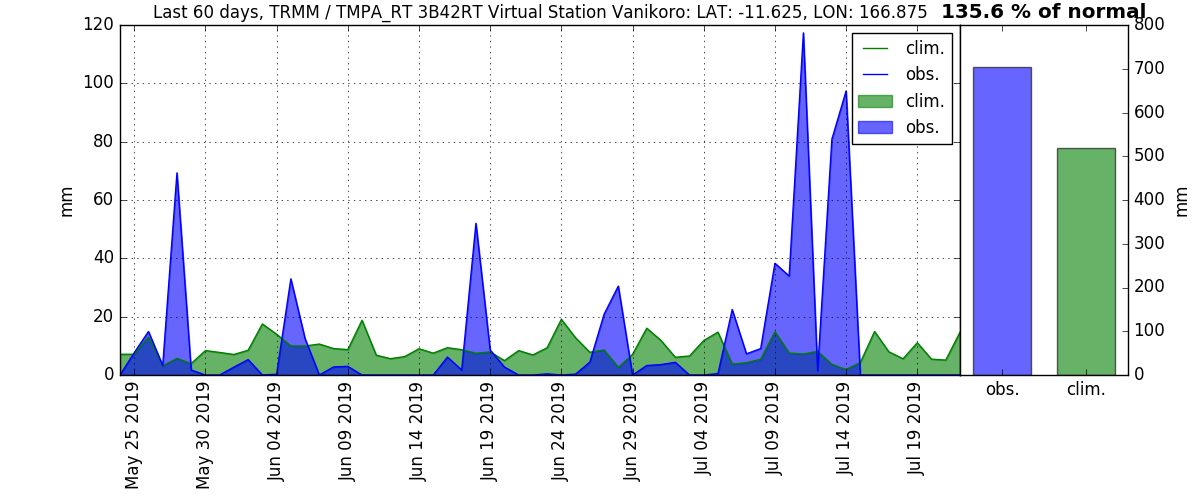 Last 60 days, TRMM / TMPA_RT 3B42RT Virtual Station Vanikoro: LAT: -11.625, LON: 166.875
135.6 % of normal
120
100
80
60
40
20
0
mm
clim.
obs.
clim.
obs.
May 25 2019
May 30 2019
Jun 04 2019
Jun 09 2019
Jun 14 2019
Jun 19 2019
Jun 24 2019
Jun 29 2019
Jul 04 2019
Jul 09 2019
Jul 14 2019
Jul 19 2019
800
700
600
500
400
300
200
100
0
mm
obs.
clim.